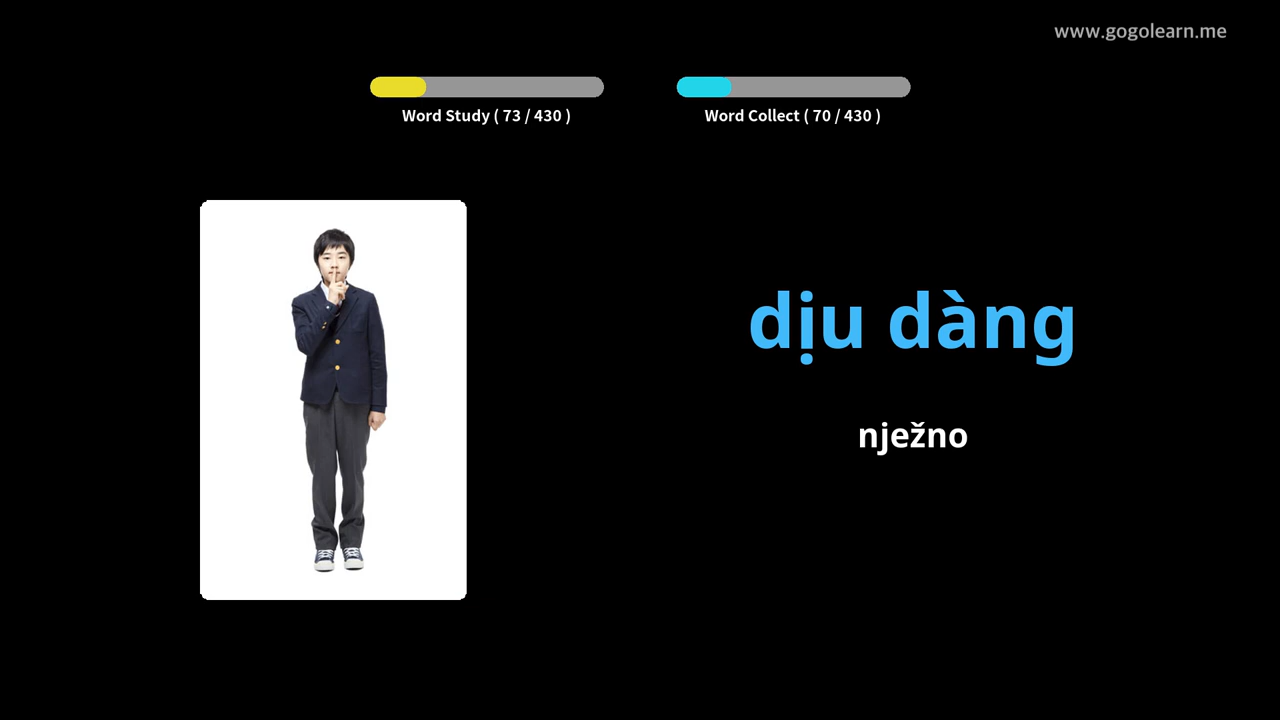 www.gogolearn.me
Word Study ( 73 / 430 )
Word Collect ( 70 / 430 )
dịu dàng
nježno